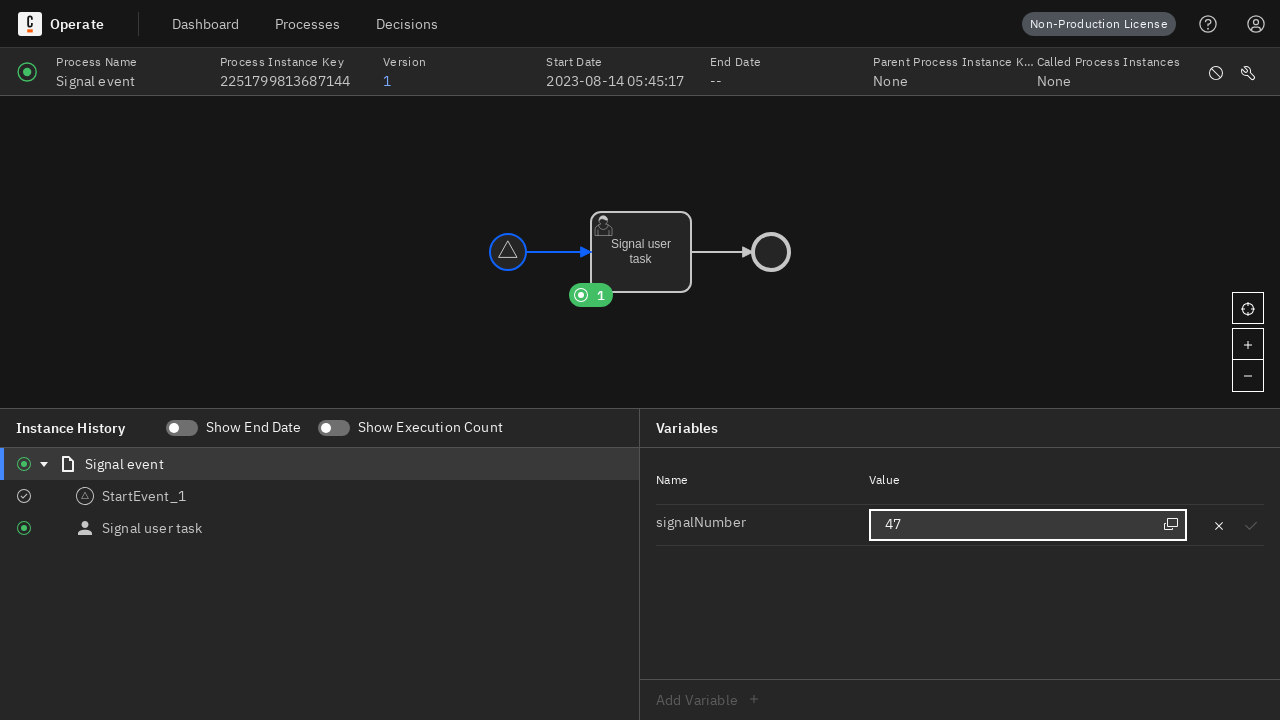 Operate
Dashboard
Processes
Decisions
Non-Production License
Process Name
Signal event
Process Instance Key
2251799813687144
Version
1
Start Date
2023-08-14 05:45:17
End Date
--
Parent Process Instance K...
None
Called Process Instances
None
Signal user
task
1
Instance History
Show End Date
Show Execution Count
Signal event
StartEvent_1
Signal user task
Variables
Name
Value
signalNumber
47
Add Variable +